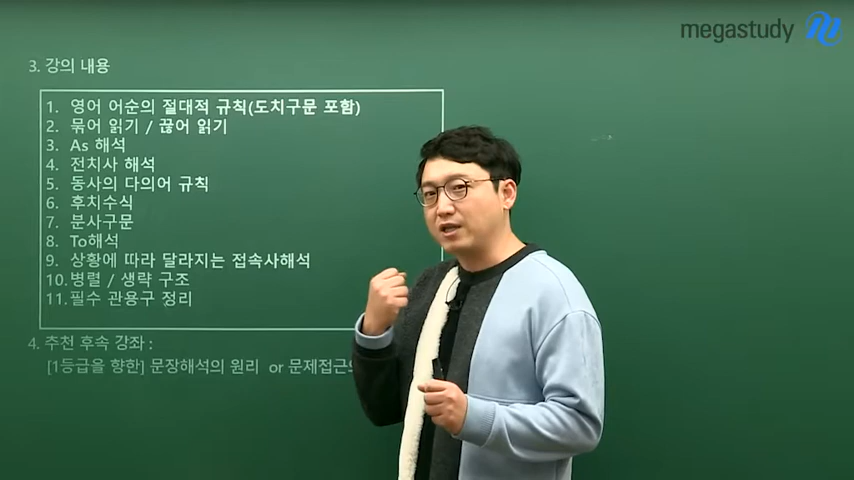 megastudy
3. 강의 내용
1. 영어 어순의 절대적 규칙(도치구문 포함)
2. 묶어 읽기 / 끊어 읽기
3. As 해석
4. 전치사 해석
5. 동사의 다의어 규칙
6. 후치수식
7. 분사구문
8. To해석
9. 상황에 따라 달라지는 접속사해석
10. 병렬 / 생략 구조
11. 필수 관용구 정리
4. 추천 후속 강좌 :
[1등급을 향한] 문장해석의 원리 or 문제접근